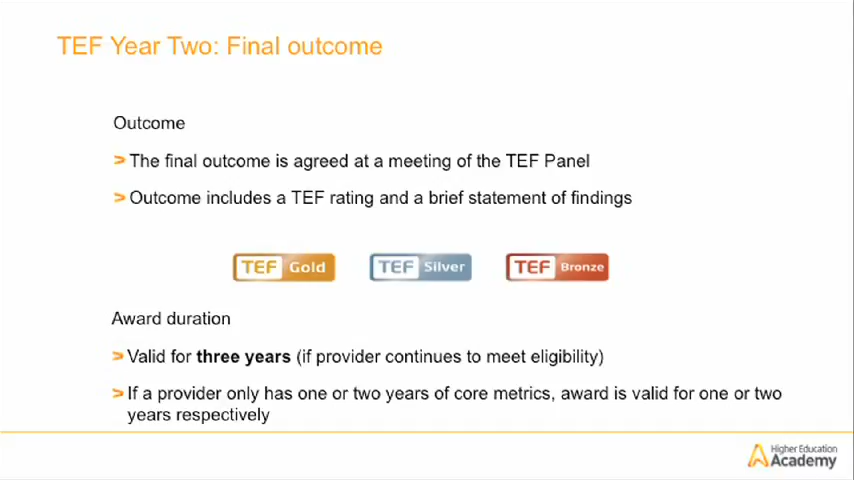 TEF Year Two: Final outcome
Outcome
> The final outcome is agreed at a meeting of the TEF Panel
> Outcome includes a TEF rating and a brief statement of findings
TEF Gold TEF Silver TEF Bronze
Award duration
> Valid for three years (if provider continues to meet eligibility)
> If a provider only has one or two years of core metrics, award is valid for one or two
years respectively
Higher Education
Academy